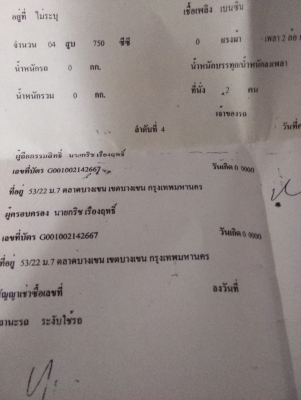 อยู่ที่ ไม่ระบุ เชื้อเพลิง เบนซิน
จำนวน 04 สูบ 750 ซีซี 0 แรงม้า เพลา 2 ล้อ
น้ำหนักรถ 0 กก. น้ำหนักบรรทุก/น้ำหนักลงเพลา
น้ำหนักรวม 0 กก. ที่นั่ง 2 คน
เจ้าของรถ
ลำดับที่ 4 วันที่
ผู้ถือกรรมสิทธิ์ นายกริช เรืองฤทธิ์
เลขที่บัตร G001002142667 วันเกิด 0 0000
ที่อยู่ 53/22 ม.7 ตลาดบางเขน เขตบางเขน กรุงเทพมหานคร
ผู้ครอบครอง นายกริช เรืองฤทธิ์
เลขที่บัตร G001002142667 วันเกิด 0 0000
ที่อยู่ 53/22 ม.7 ตลาดบางเขน เขตบางเขน กรุงเทพมหานคร
สัญญาเช่าซื้อเลขที่ ลงวันที่
ฐานะรถ ระงับใช้รถ